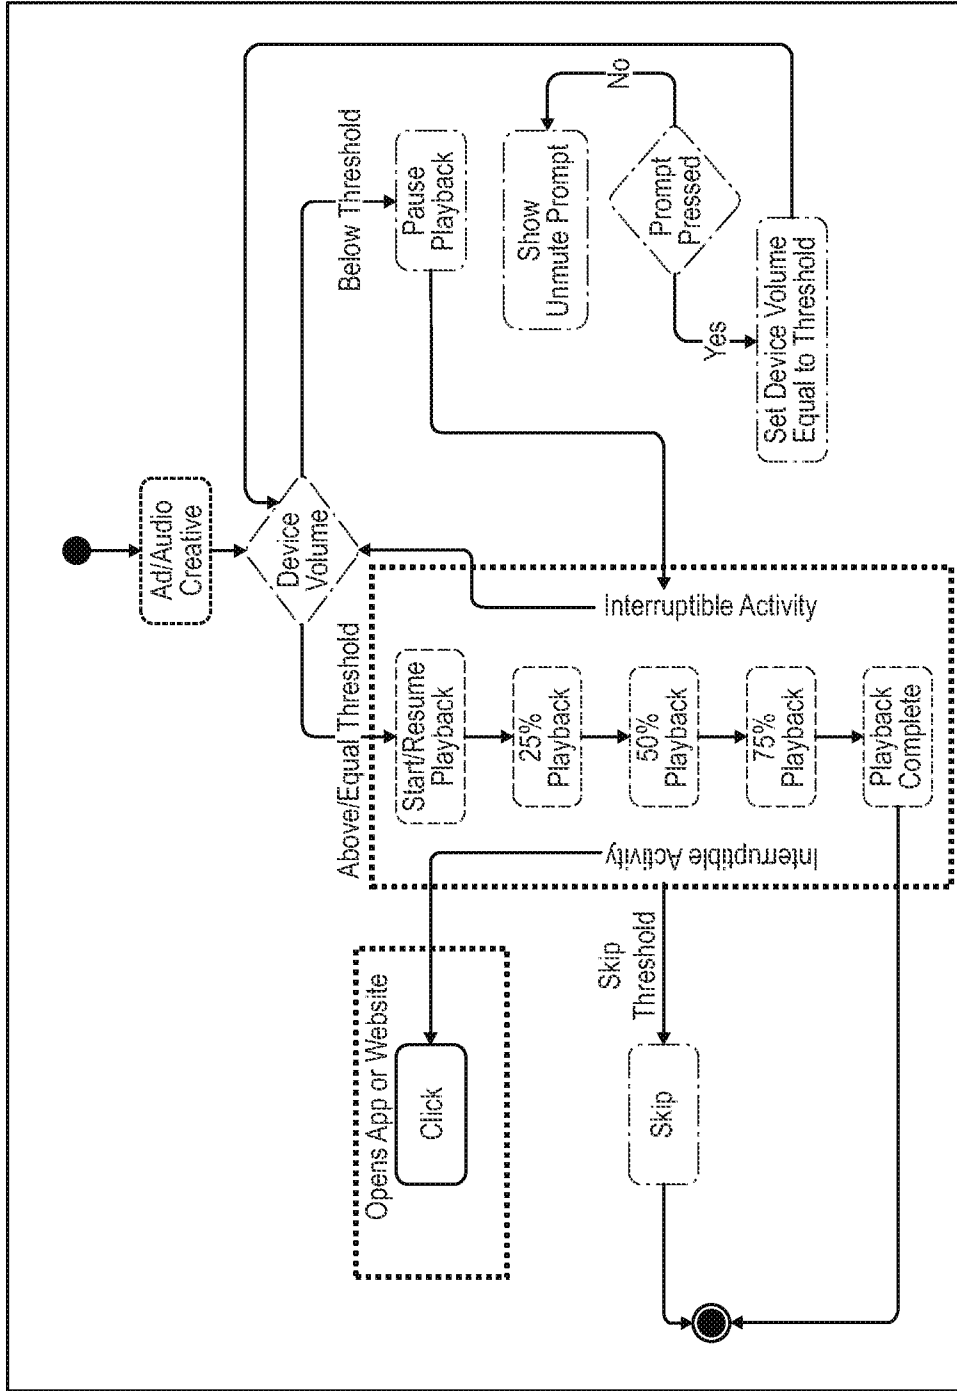 Ad/Audio
Creative
Device
Volume
Above/Equal Threshold
Below Threshold
Start/Resume
Playback
25%
Playback
50%
Playback
75%
Playback
Playback
Complete
Interruptible Activity
Interruptible Activity
Pause
Playback
Show
Unmute Prompt
Prompt
Pressed
No
Yes
Set Device Volume
Equal to Threshold
Opens App or Website
Click
Skip
Threshold
Skip